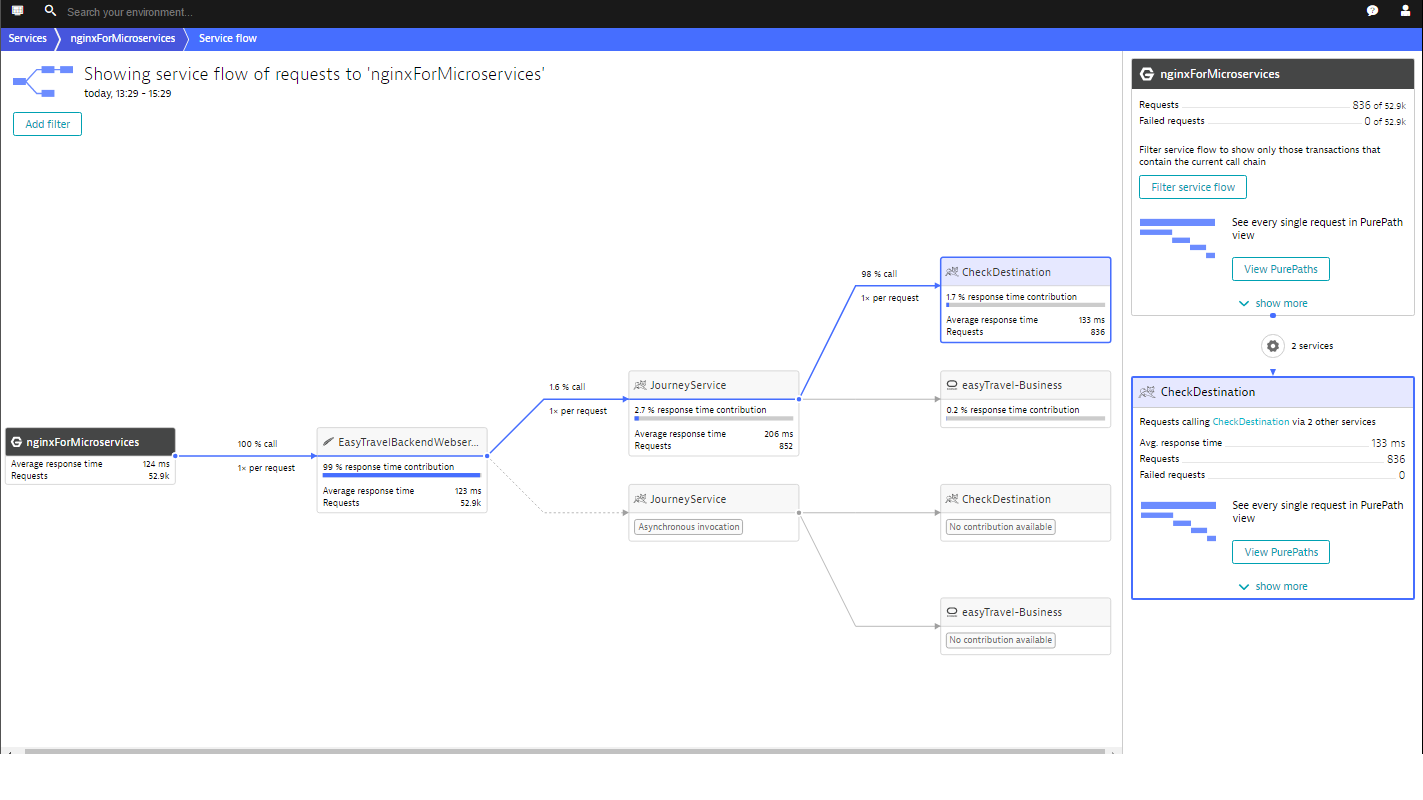 Search your environment...
Services
nginxForMicroservices
Service flow
Showing service flow of requests to 'nginxForMicroservices'
today, 13:29 - 15:29
Add filter
nginxForMicroservices
Average response time 124 ms
Requests 52.9k
100 % call
1× per request
EasyTravelBackendWebser...
99 % response time contribution
Average response time 123 ms
Requests 52.9k
1.6 % call
1× per request
JourneyService
2.7 % response time contribution
Average response time 206 ms
Requests 852
JourneyService
Asynchronous invocation
98 % call
1× per request
CheckDestination
1.7 % response time contribution
Average response time 133 ms
Requests 836
easyTravel-Business
0.2 % response time contribution
CheckDestination
No contribution available
easyTravel-Business
No contribution available
nginxForMicroservices
Requests 836 of 52.9k
Failed requests 0 of 52.9k
Filter service flow to show only those transactions that
contain the current call chain
Filter service flow
See every single request in PurePath
view
View PurePaths
show more
2 services
CheckDestination
Requests calling CheckDestination via 2 other services
Avg. response time 133 ms
Requests 836
Failed requests 0
See every single request in PurePath
view
View PurePaths
show more